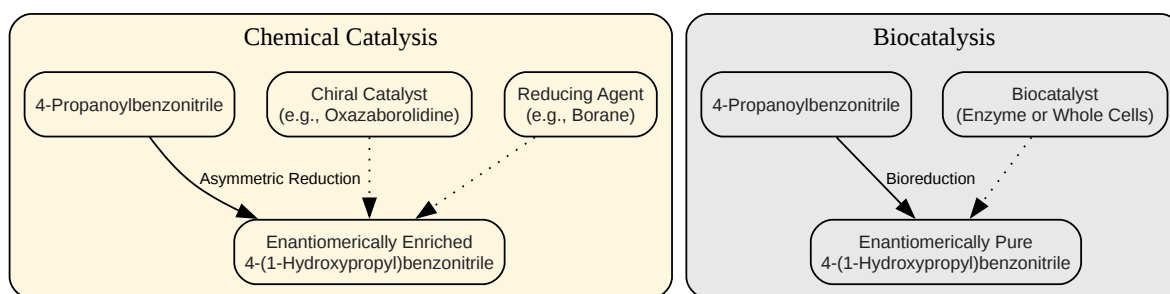 Chemical Catalysis
4-Propanoylbenzonitrile
Chiral Catalyst
(e.g., Oxazaborolidine)
Reducing Agent
(e.g., Borane)
Asymmetric Reduction
Enantiomerically Enriched
4-(1-Hydroxypropyl)benzonitrile
Biocatalysis
4-Propanoylbenzonitrile
Biocatalyst
(Enzyme or Whole Cells)
Bioreduction
Enantiomerically Pure
4-(1-Hydroxypropyl)benzonitrile